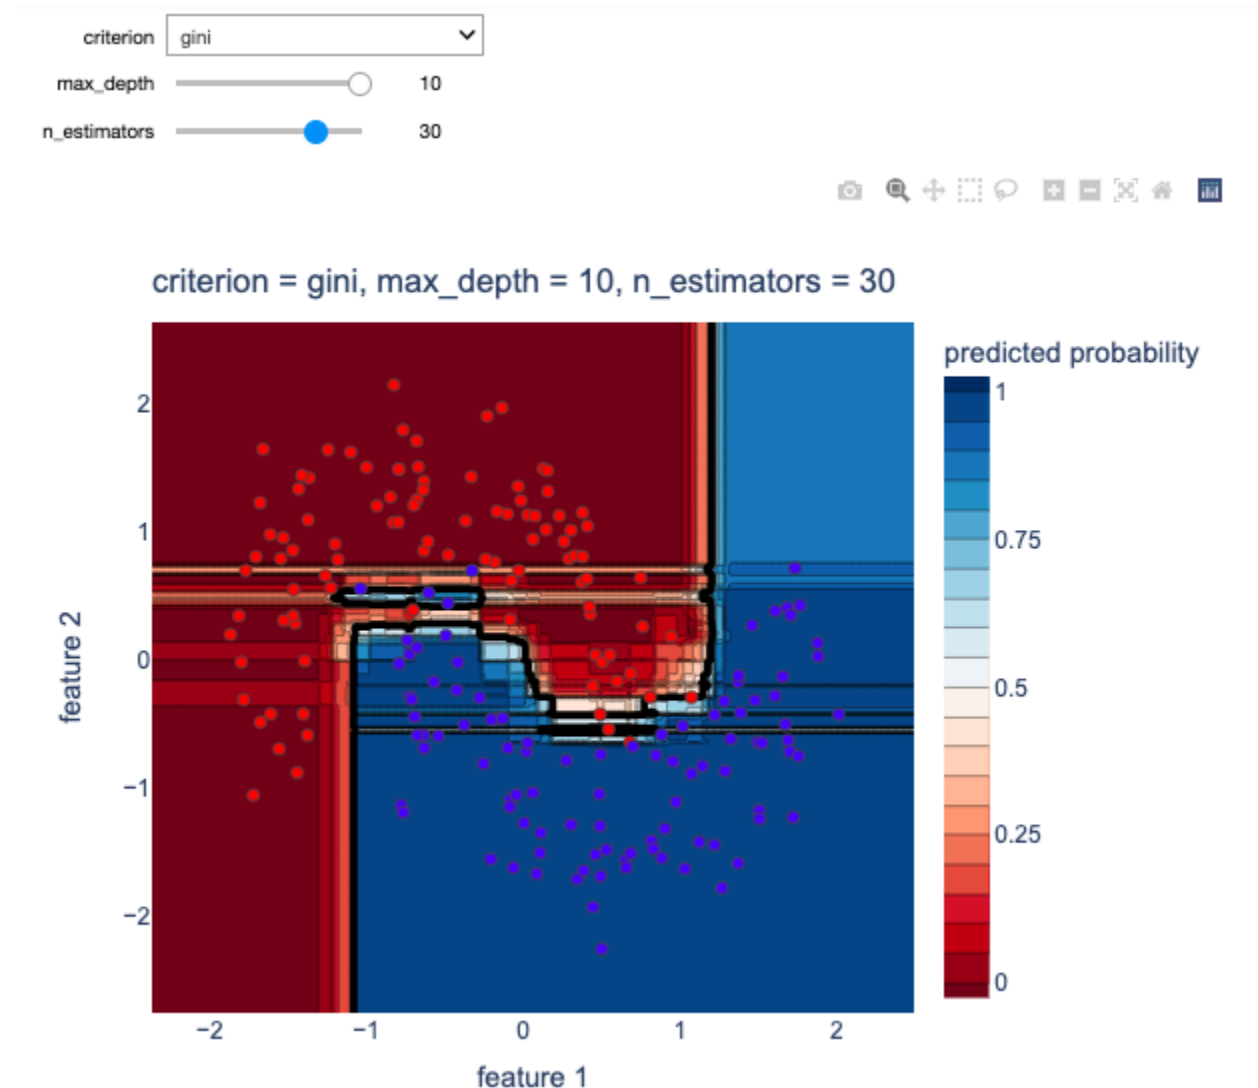 criterion gini
max_depth 10
n_estimators 30
criterion = gini, max_depth = 10, n_estimators = 30
predicted probability
1
0.75
0.5
0.25
0
2
1
0
−1
−2
feature 2
−2 −1 0 1 2
feature 1